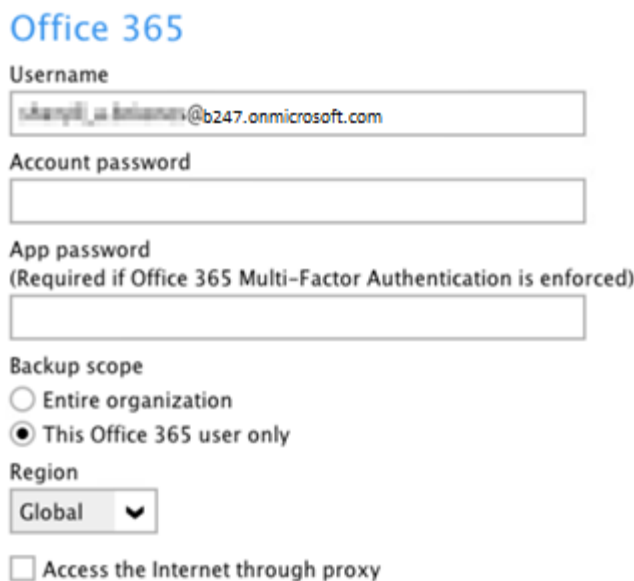 Office 365
Username
@b247.onmicrosoft.com
Account password
App password
(Required if Office 365 Multi-Factor Authentication is enforced)
Backup scope
Entire organization
This Office 365 user only
Region
Global
Access the Internet through proxy